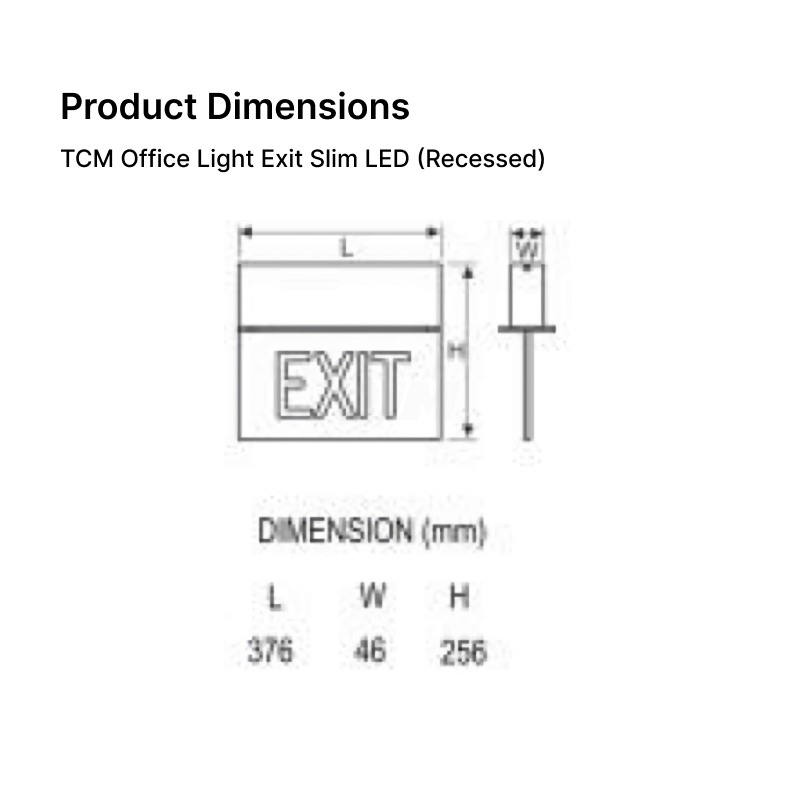 Product Dimensions
TCM Office Light Exit Slim LED (Recessed)
L
W
H
EXIT
DIMENSION (mm)
L W H
376 46 256